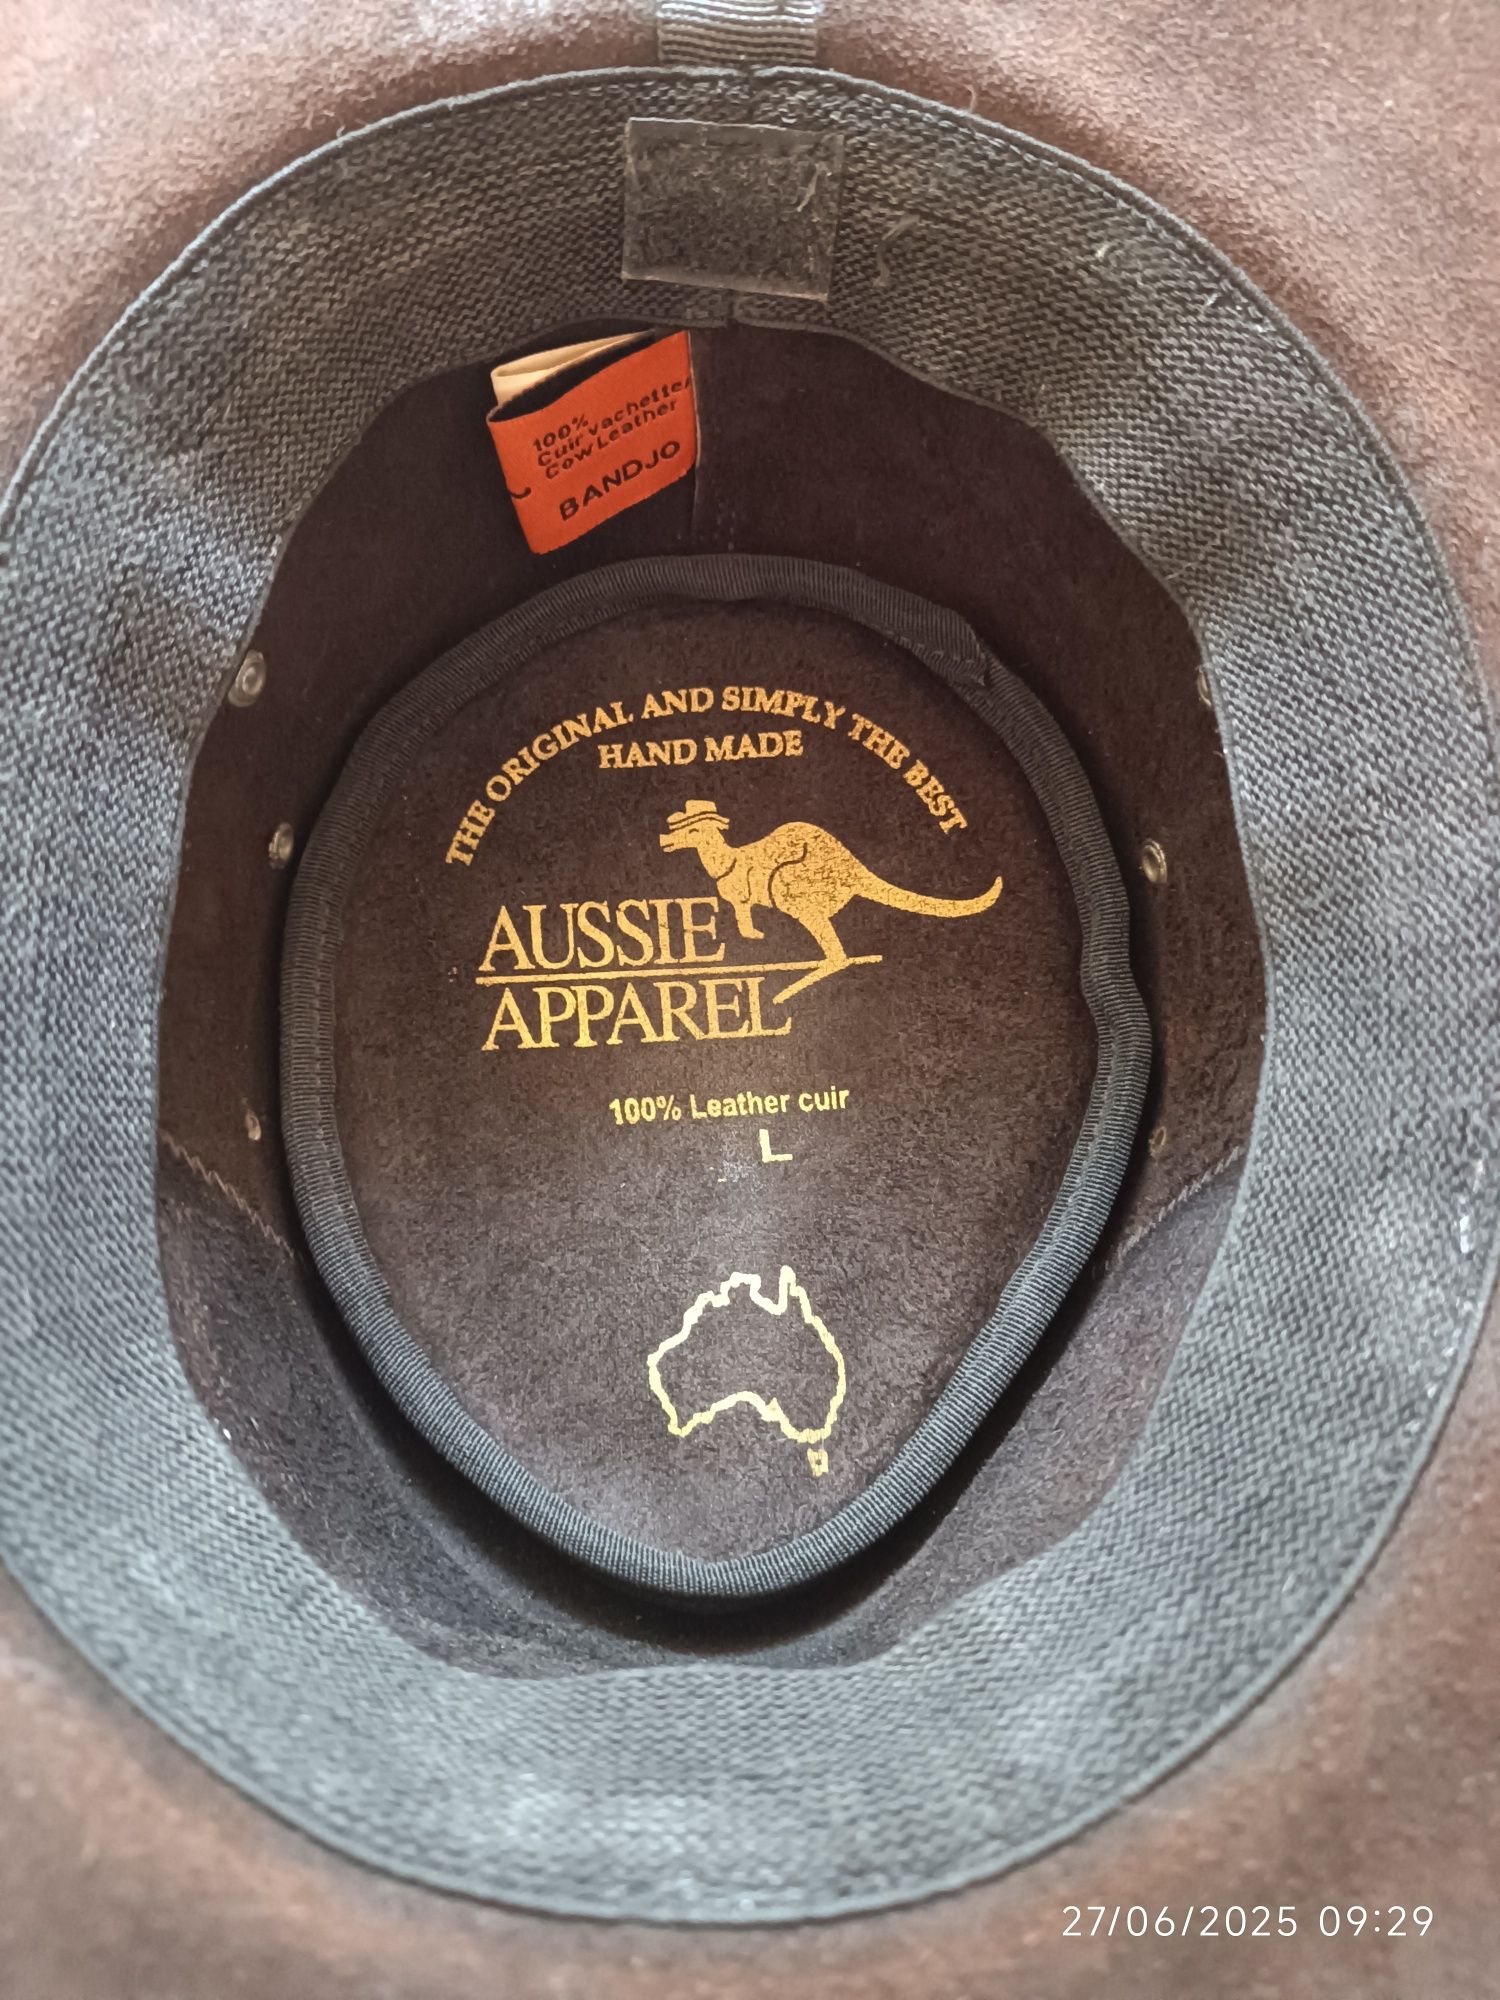 100%
Cuir vachette/
Cow Leather
BANDJO
THE ORIGINAL AND SIMPLY THE BEST
HAND MADE
AUSSIE
APPAREL
100% Leather cuir
L
27/06/2025 09:29